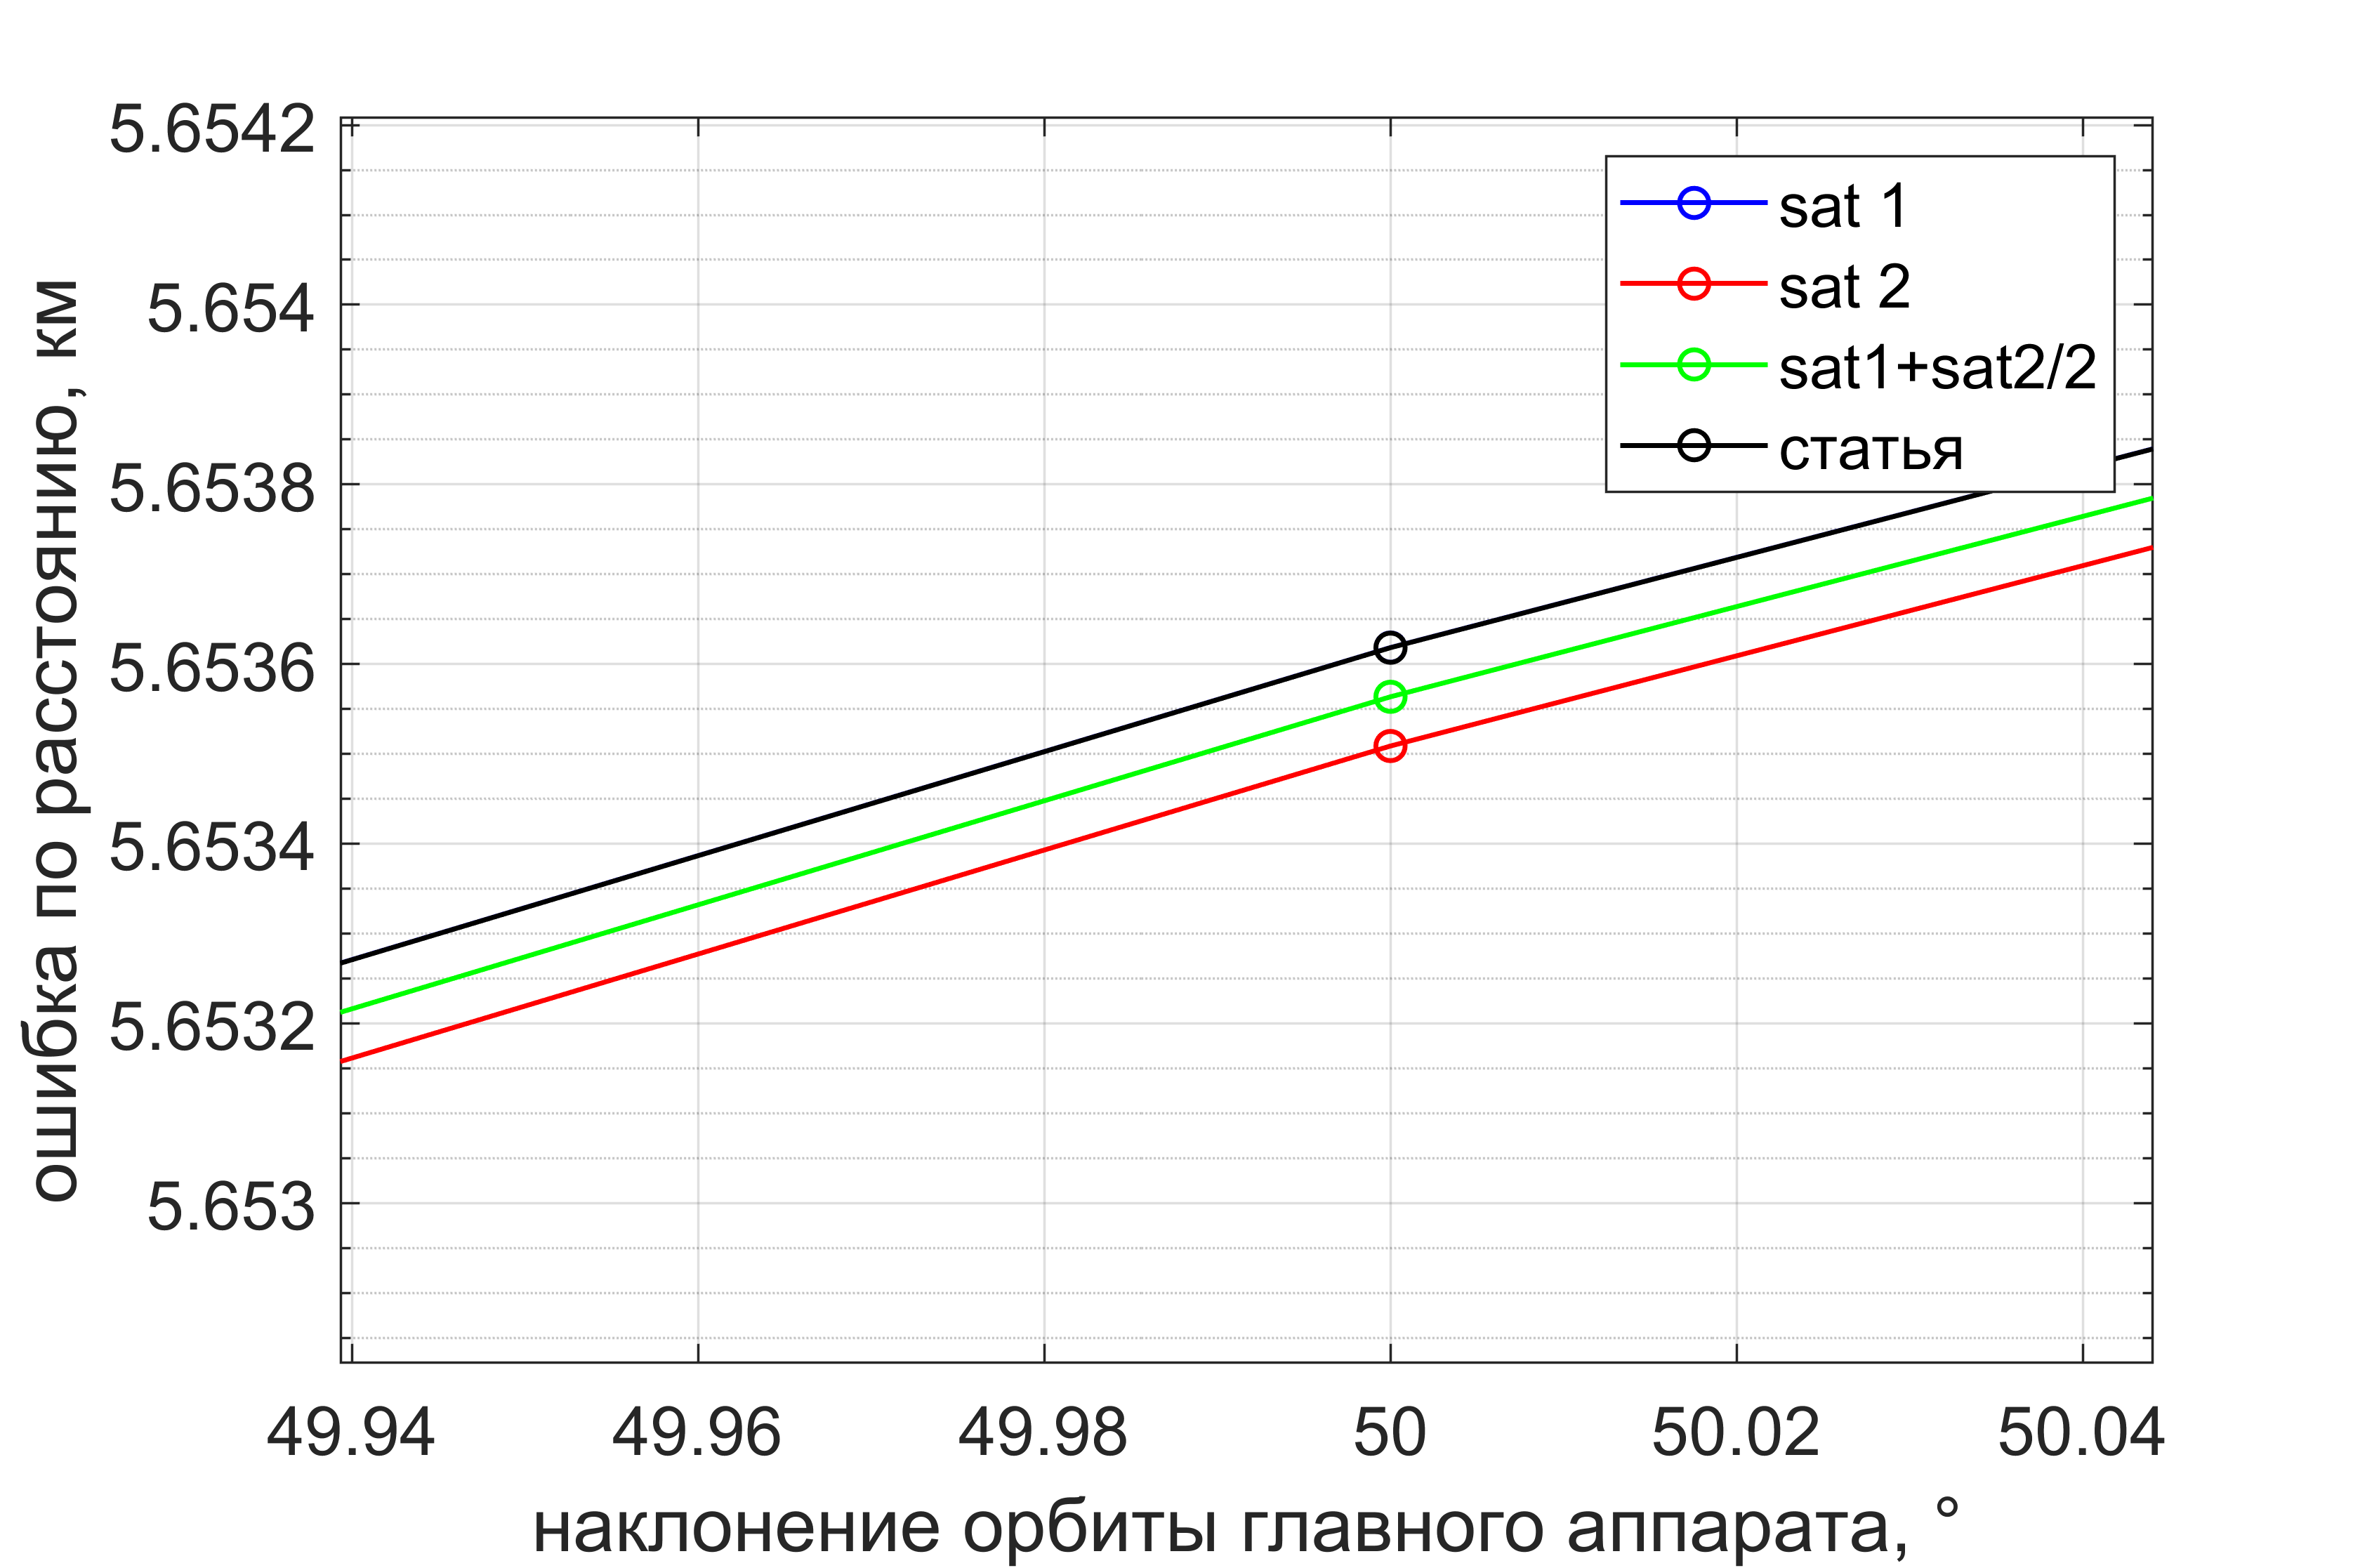 5.6542
5.654
5.6538
5.6536
5.6534
5.6532
5.653
ошибка по расстоянию, км
sat 1
sat 2
sat1+sat2//2
статья
49.94
49.96
49.98
50
50.02
50.04
наклонение орбиты главного аппарата, °